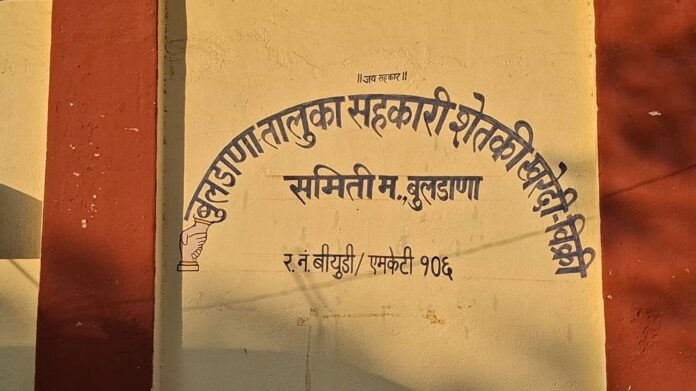 ॥जय सहकार॥
बुलडाणा तालुका सहकारी शेतकी खरेदी-विक्री
समिती म., बुलडाणा
र. नं. बीयुडी/ एमकेटी १०६